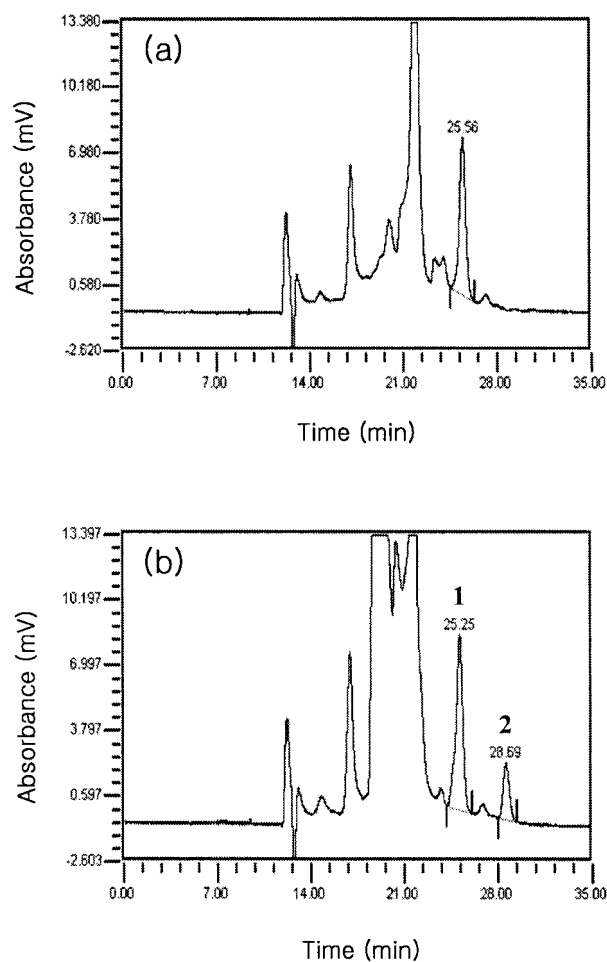 13.380
(a)
10.180
25.56
6.980
3.780
0.580
-2.620
0.00 7.00 14.00 21.00 28.00 35.00
Absorbance (mV)
Time (min)
13.397
(b)
10.197
1
25.25
6.997
2
28.69
3.797
0.597
-2.603
0.00 7.00 14.00 21.00 28.00 35.00
Absorbance (mV)
Time (min)